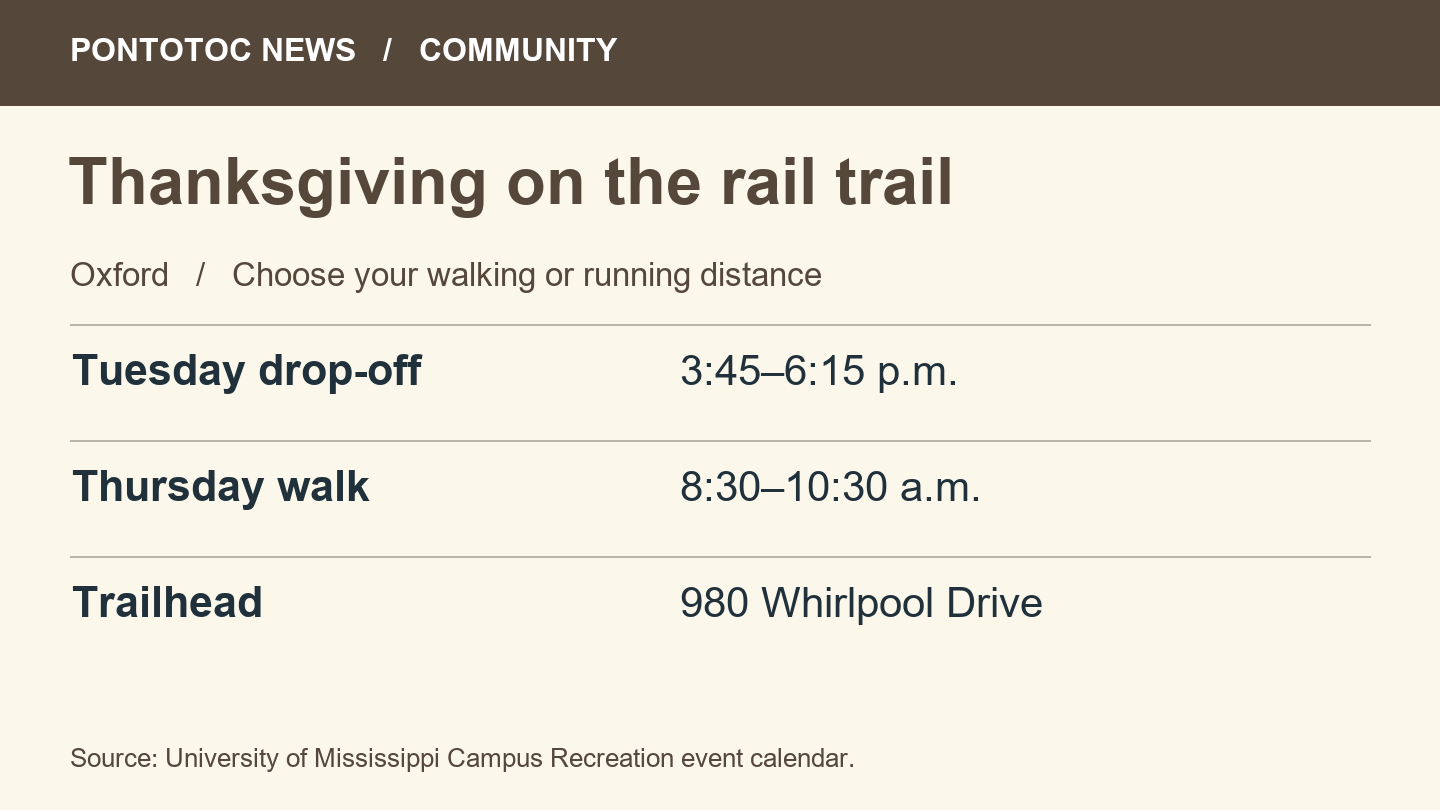 PONTOTOC NEWS / COMMUNITY
Thanksgiving on the rail trail
Oxford / Choose your walking or running distance
Tuesday drop-off 3:45–6:15 p.m.
Thursday walk 8:30–10:30 a.m.
Trailhead 980 Whirlpool Drive
Source: University of Mississippi Campus Recreation event calendar.